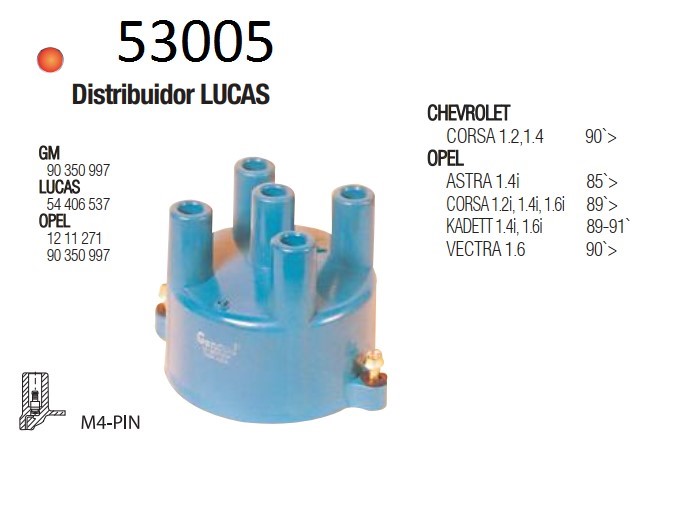 53005
Distribuidor LUCAS
GM
90 350 997
LUCAS
54 406 537
OPEL
12 11 271
90 350 997
M4-PIN
CHEVROLET
CORSA 1.2,1.4 90`>
OPEL
ASTRA 1.4i 85`>
CORSA 1.2i, 1.4i, 1.6i 89`>
KADETT 1.4i, 1.6i 89-91`
VECTRA 1.6 90`>